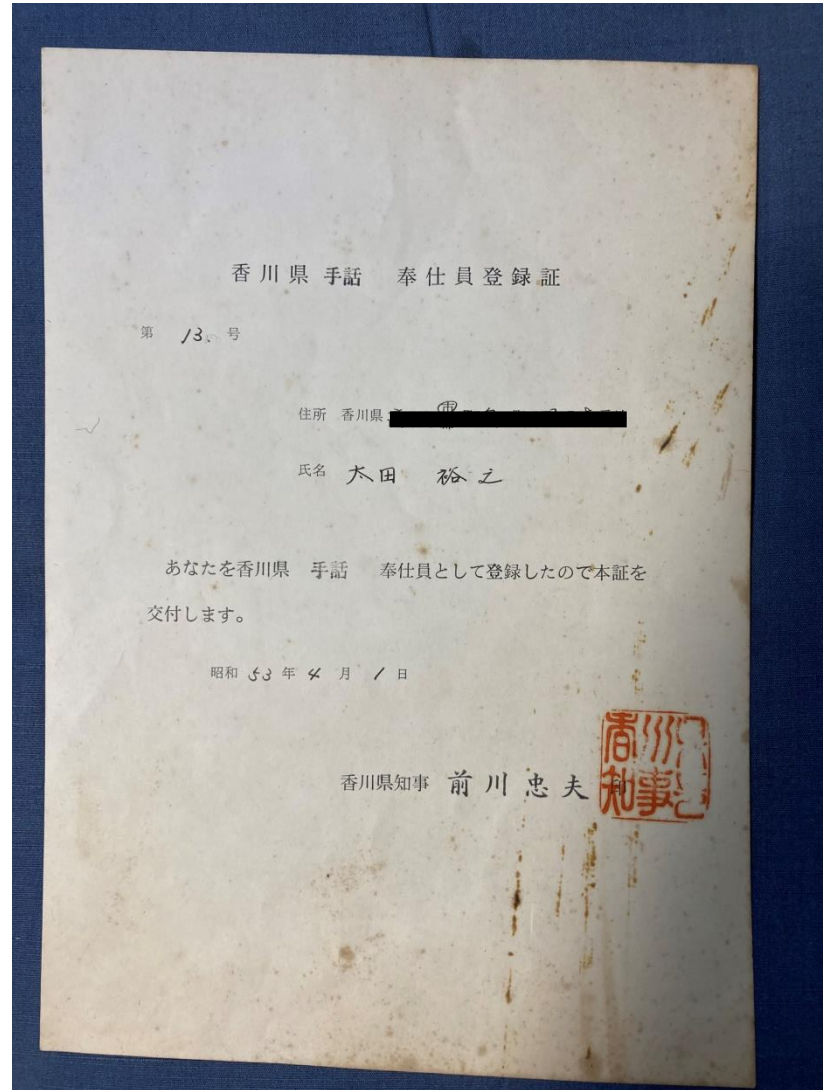 香川県 手話 奉仕員登録証
第 13. 号
住所 香川県
氏名 太田 裕之
あなたを香川県 手話 奉仕員として登録したので本証を
交付します。
昭和 53 年 4 月 1 日
香川県知事 前川忠夫 印